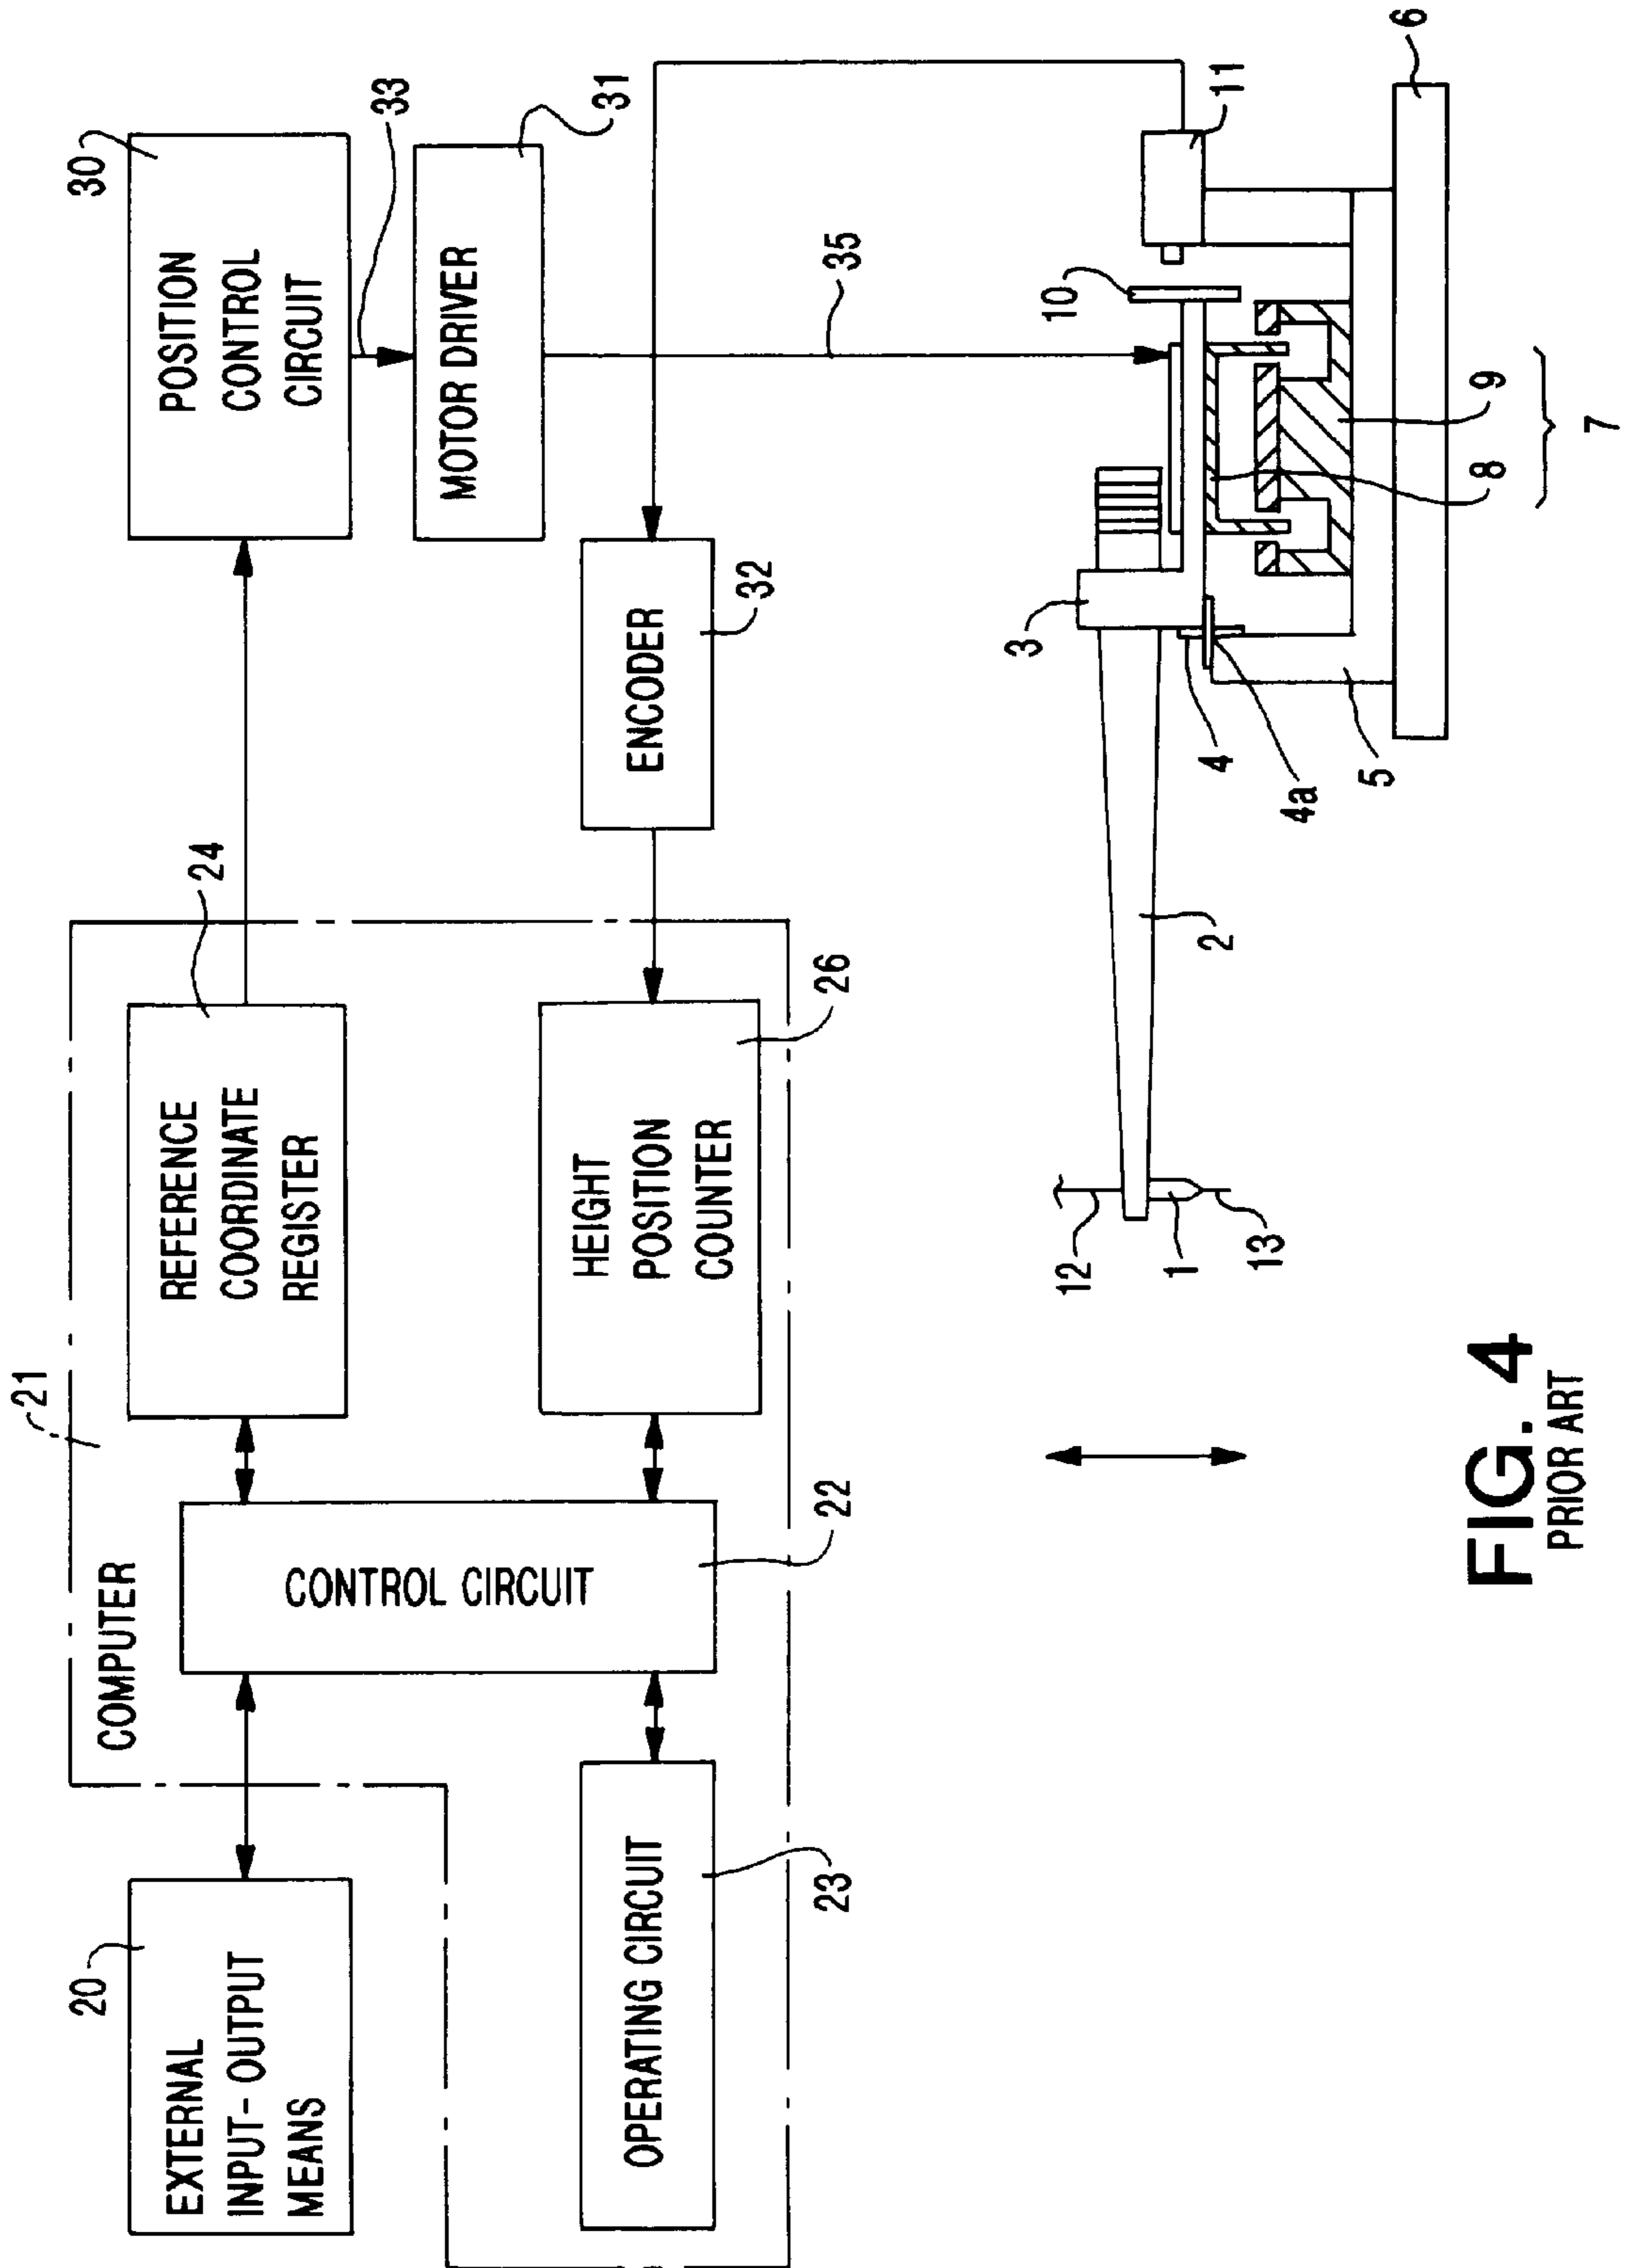 21
COMPUTER
20
EXTERNAL
INPUT- OUTPUT
MEANS
CONTROL CIRCUIT
22
OPERATING CIRCUIT
23
REFERENCE
COORDINATE
REGISTER
24
HEIGHT
POSITION
COUNTER
26
30
POSITION
CONTROL
CIRCUIT
33
MOTOR DRIVER
31
ENCODER
32
35
12
1
13
2
3
4
4a
5
10
11
6
8
9
7
FIG. 4
PRIOR ART